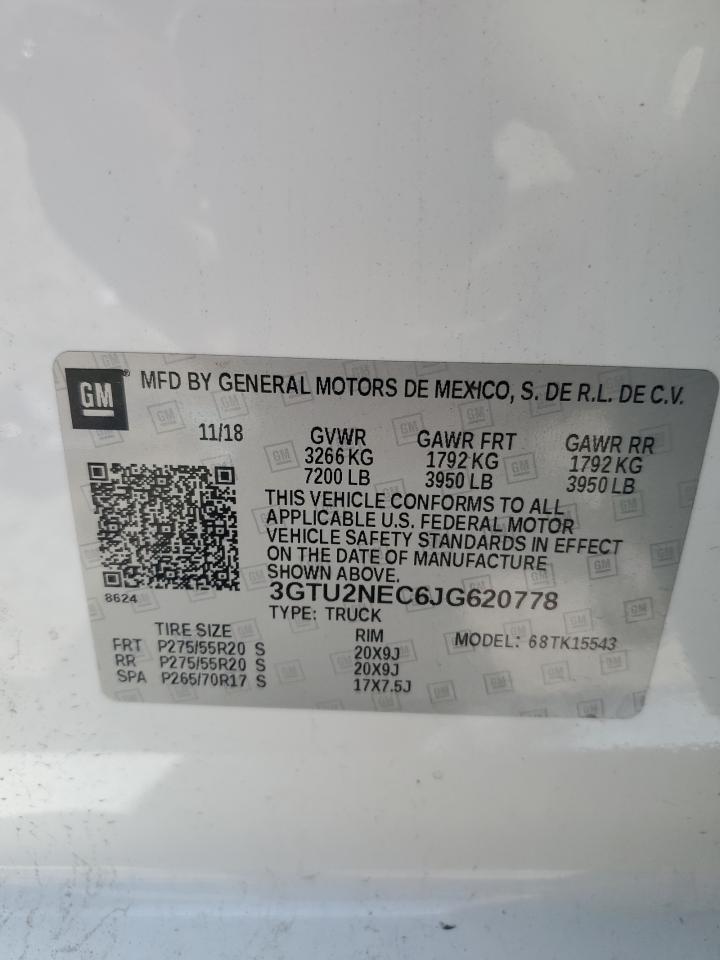 GM
MFD BY GENERAL MOTORS DE MEXICO, S. DE R.L. DE C.V.
11/18
GVWR GAWR FRT GAWR RR
3266 KG 1792 KG 1792 KG
7200 LB 3950 LB 3950 LB
THIS VEHICLE CONFORMS TO ALL
APPLICABLE U.S. FEDERAL MOTOR
VEHICLE SAFETY STANDARDS IN EFFECT
ON THE DATE OF MANUFACTURE
SHOWN ABOVE.
8624
3GTU2NEC6JG620778
TYPE: TRUCK
TIRE SIZE RIM MODEL: 68TK15543
FRT P275/55R20 S 20X9J
RR P275/55R20 S 20X9J
SPA P265/70R17 S 17X7.5J